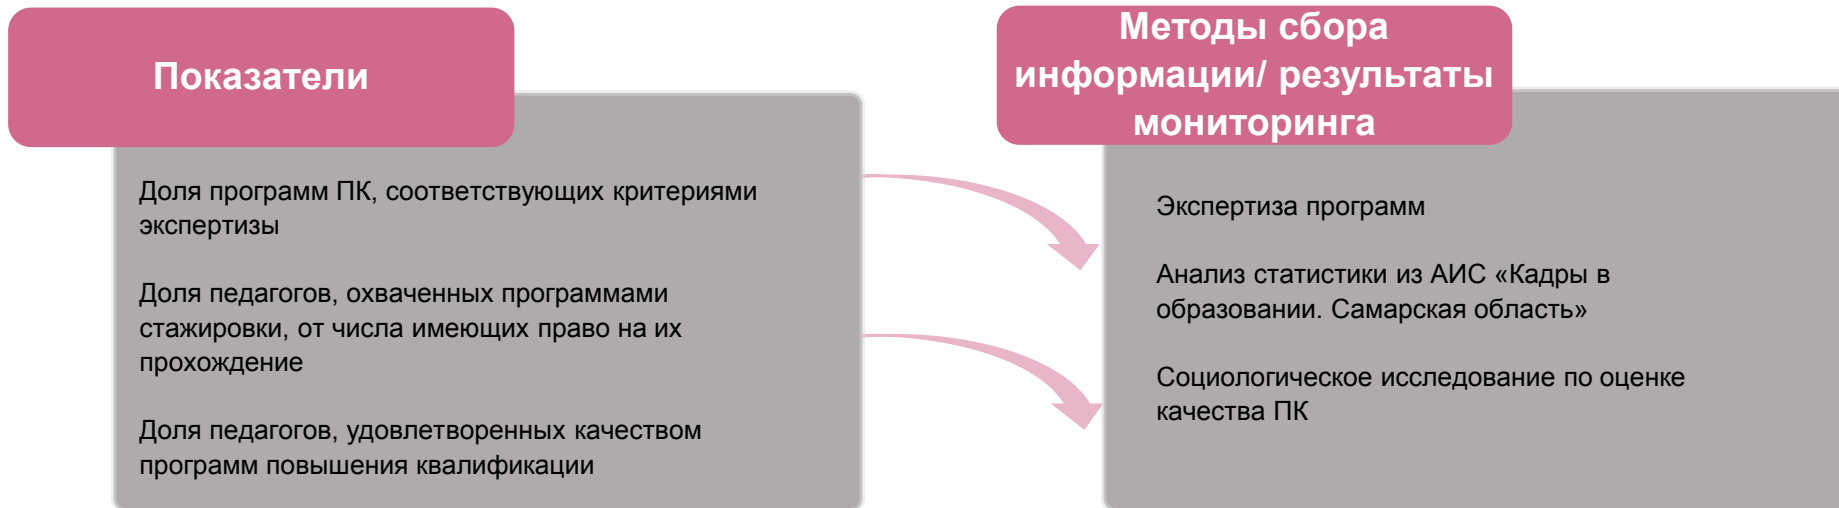 Показатели
Доля программ ПК, соответствующих критериями
экспертизы
Доля педагогов, охваченных программами
стажировки, от числа имеющих право на их
прохождение
Доля педагогов, удовлетворенных качеством
программ повышения квалификации
Методы сбора
информации/ результаты
мониторинга
Экспертиза программ
Анализ статистики из АИС «Кадры в
образовании. Самарская область»
Социологическое исследование по оценке
качества ПК